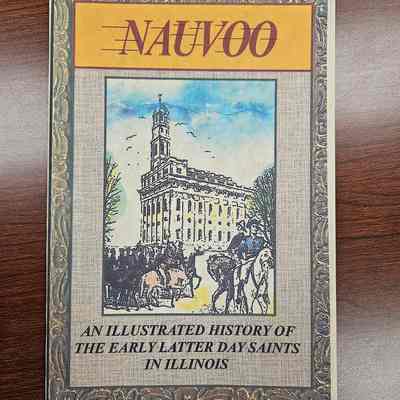 NAUVOO
AN ILLUSTRATED HISTORY OF
THE EARLY LATTER DAY SAINTS
IN ILLINOIS